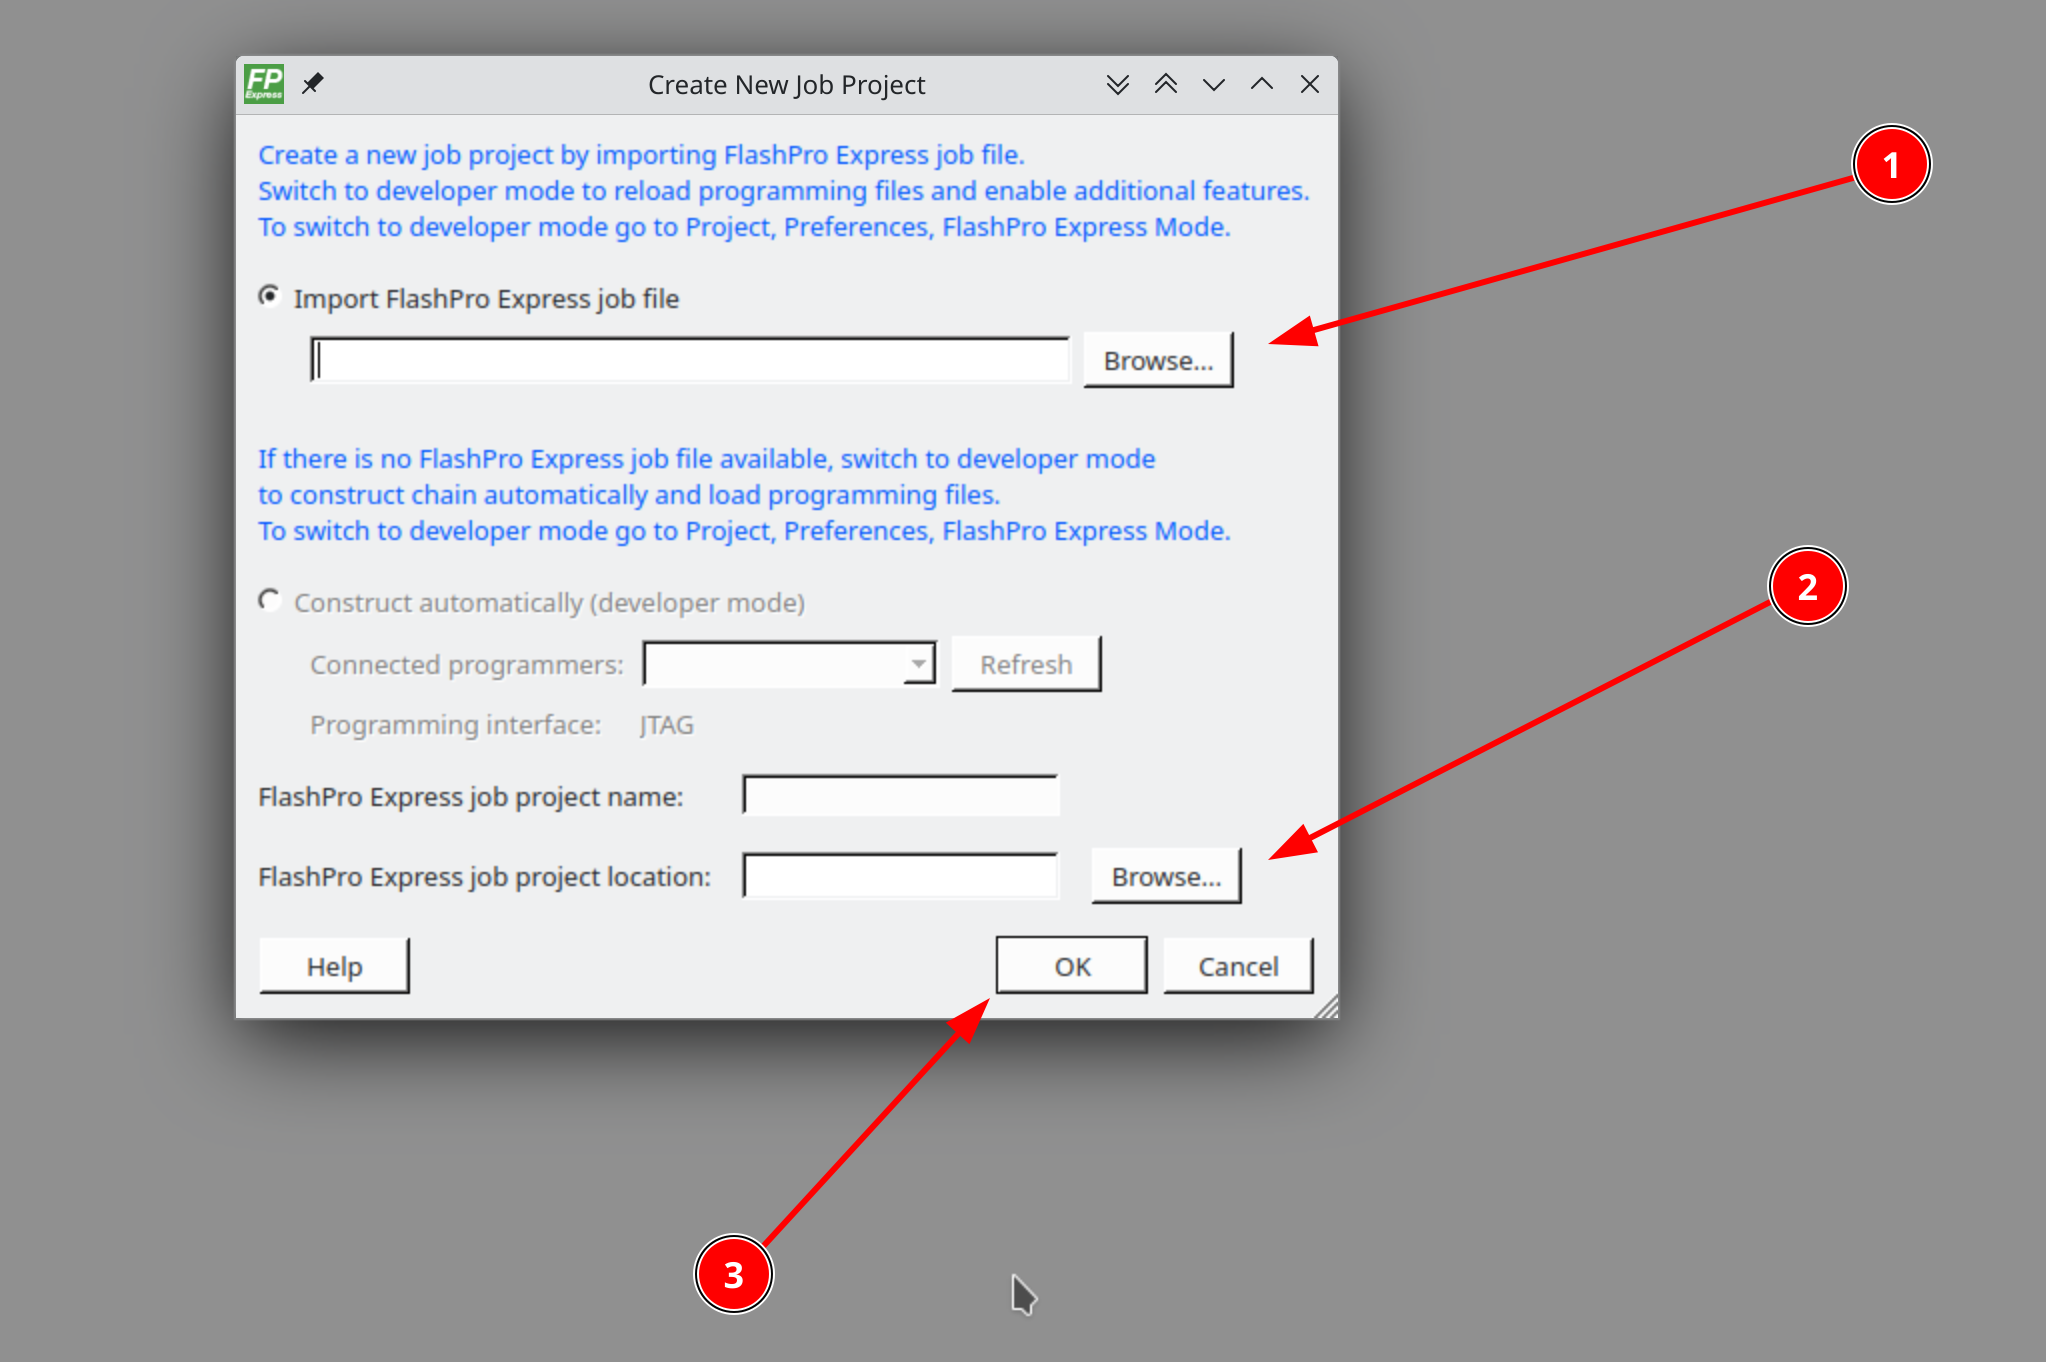 FP
Express
Create New Job Project
Create a new job project by importing FlashPro Express job file.
Switch to developer mode to reload programming files and enable additional features.
To switch to developer mode go to Project, Preferences, FlashPro Express Mode.
1
Import FlashPro Express job file
Browse...
If there is no FlashPro Express job file available, switch to developer mode
to construct chain automatically and load programming files.
To switch to developer mode go to Project, Preferences, FlashPro Express Mode.
2
Construct automatically (developer mode)
Connected programmers:
Refresh
Programming interface: JTAG
FlashPro Express job project name:
FlashPro Express job project location:
Browse...
Help
OK
Cancel
3